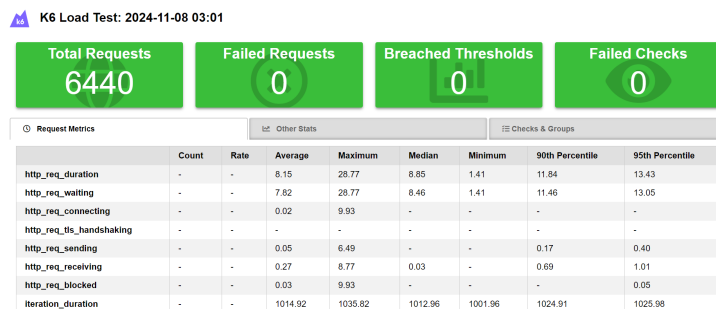 k6 K6 Load Test: 2024-11-08 03:01
Total Requests Failed Requests Breached Thresholds Failed Checks
6440 0 0 0
Request Metrics Other Stats Checks & Groups
Count Rate Average Maximum Median Minimum 90th Percentile 95th Percentile
http_req_duration - - 8.15 28.77 8.85 1.41 11.84 13.43
http_req_waiting - - 7.82 28.77 8.46 1.41 11.46 13.05
http_req_connecting - - 0.02 9.93 - - - -
http_req_tls_handshaking - - - - - - - -
http_req_sending - - 0.05 6.49 - - 0.17 0.40
http_req_receiving - - 0.27 8.77 0.03 - 0.69 1.01
http_req_blocked - - 0.03 9.93 - - - 0.05
iteration_duration - - 1014.92 1035.82 1012.96 1001.96 1024.91 1025.98